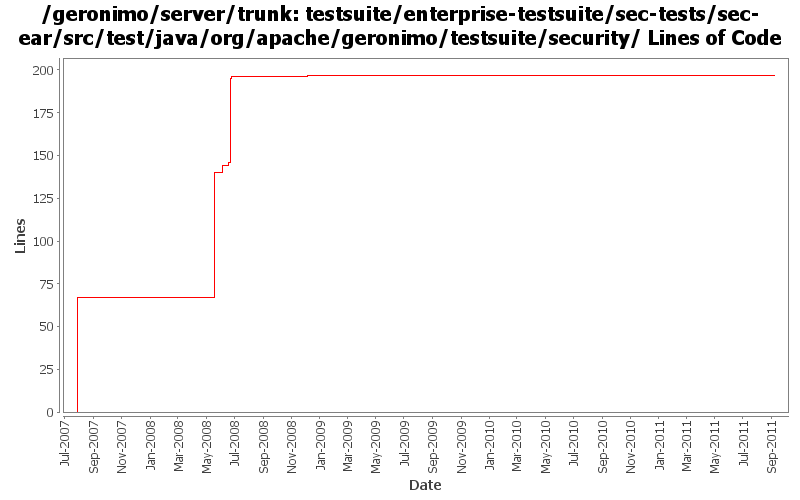 /geronimo/server/trunk: testsuite/enterprise-testsuite/sec-tests/sec-
ear/src/test/java/org/apache/geronimo/testsuite/security/ Lines of Code
Lines
200
175
150
125
100
75
50
25
0
Jul-2007
Sep-2007
Nov-2007
Jan-2008
Mar-2008
May-2008
Jul-2008
Sep-2008
Nov-2008
Jan-2009
Mar-2009
May-2009
Jul-2009
Sep-2009
Nov-2009
Jan-2010
Mar-2010
May-2010
Jul-2010
Sep-2010
Nov-2010
Jan-2011
Mar-2011
May-2011
Jul-2011
Sep-2011
Date